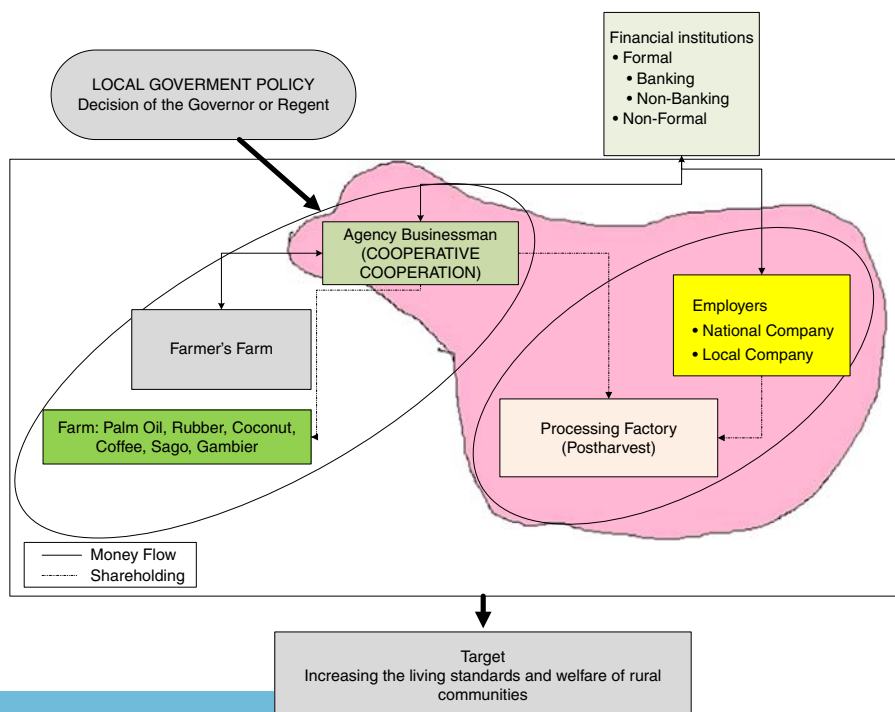 Financial institutions
• Formal
• Banking
• Non-Banking
• Non-Formal
LOCAL GOVERMENT POLICY
Decision of the Governor or Regent
Agency Businessman
(COOPERATIVE
COOPERATION)
Employers
• National Company
• Local Company
Farmer's Farm
Farm: Palm Oil, Rubber, Coconut,
Coffee, Sago, Gambier
Processing Factory
(Postharvest)
Money Flow
Shareholding
Target
Increasing the living standards and welfare of rural
communities